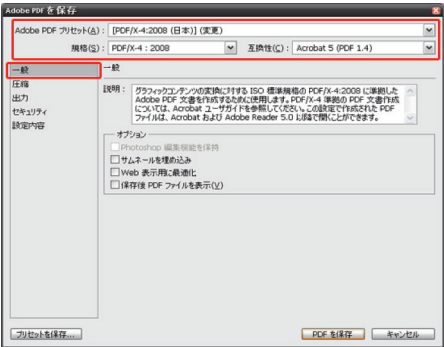 Adobe PDF を保存
Adobe PDF プリセット(A): [PDF/X-4:2008 (日本)] (変更)
規格(S): PDF/X-4 : 2008 互換性(C): Acrobat 5 (PDF 1.4)
一般
圧縮
出力
セキュリティ
設定内容
一般
説明: グラフィックコンテンツの変換に対する ISO 標準規格の PDF/X-4:2008 に準拠した
Adobe PDF 文書を作成するために使用します。PDF/X-4 準拠の PDF 文書作成
については、Acrobat ユーザガイドを参照してください。この設定で作成された PDF
ファイルは、Acrobat および Adobe Reader 5.0 以降で開くことができます。
オプション
Photoshop 編集機能を保持
サムネールを埋め込み
Web 表示用に最適化
保存後 PDF ファイルを表示(V)
プリセットを保存... PDF を保存 キャンセル